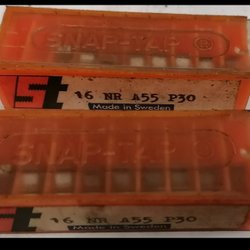 SNAP-TAP®
St 16 NR A55 P30
Made in Sweden
SNAP-TAP
16 NR A55 P30
Made in Sweden